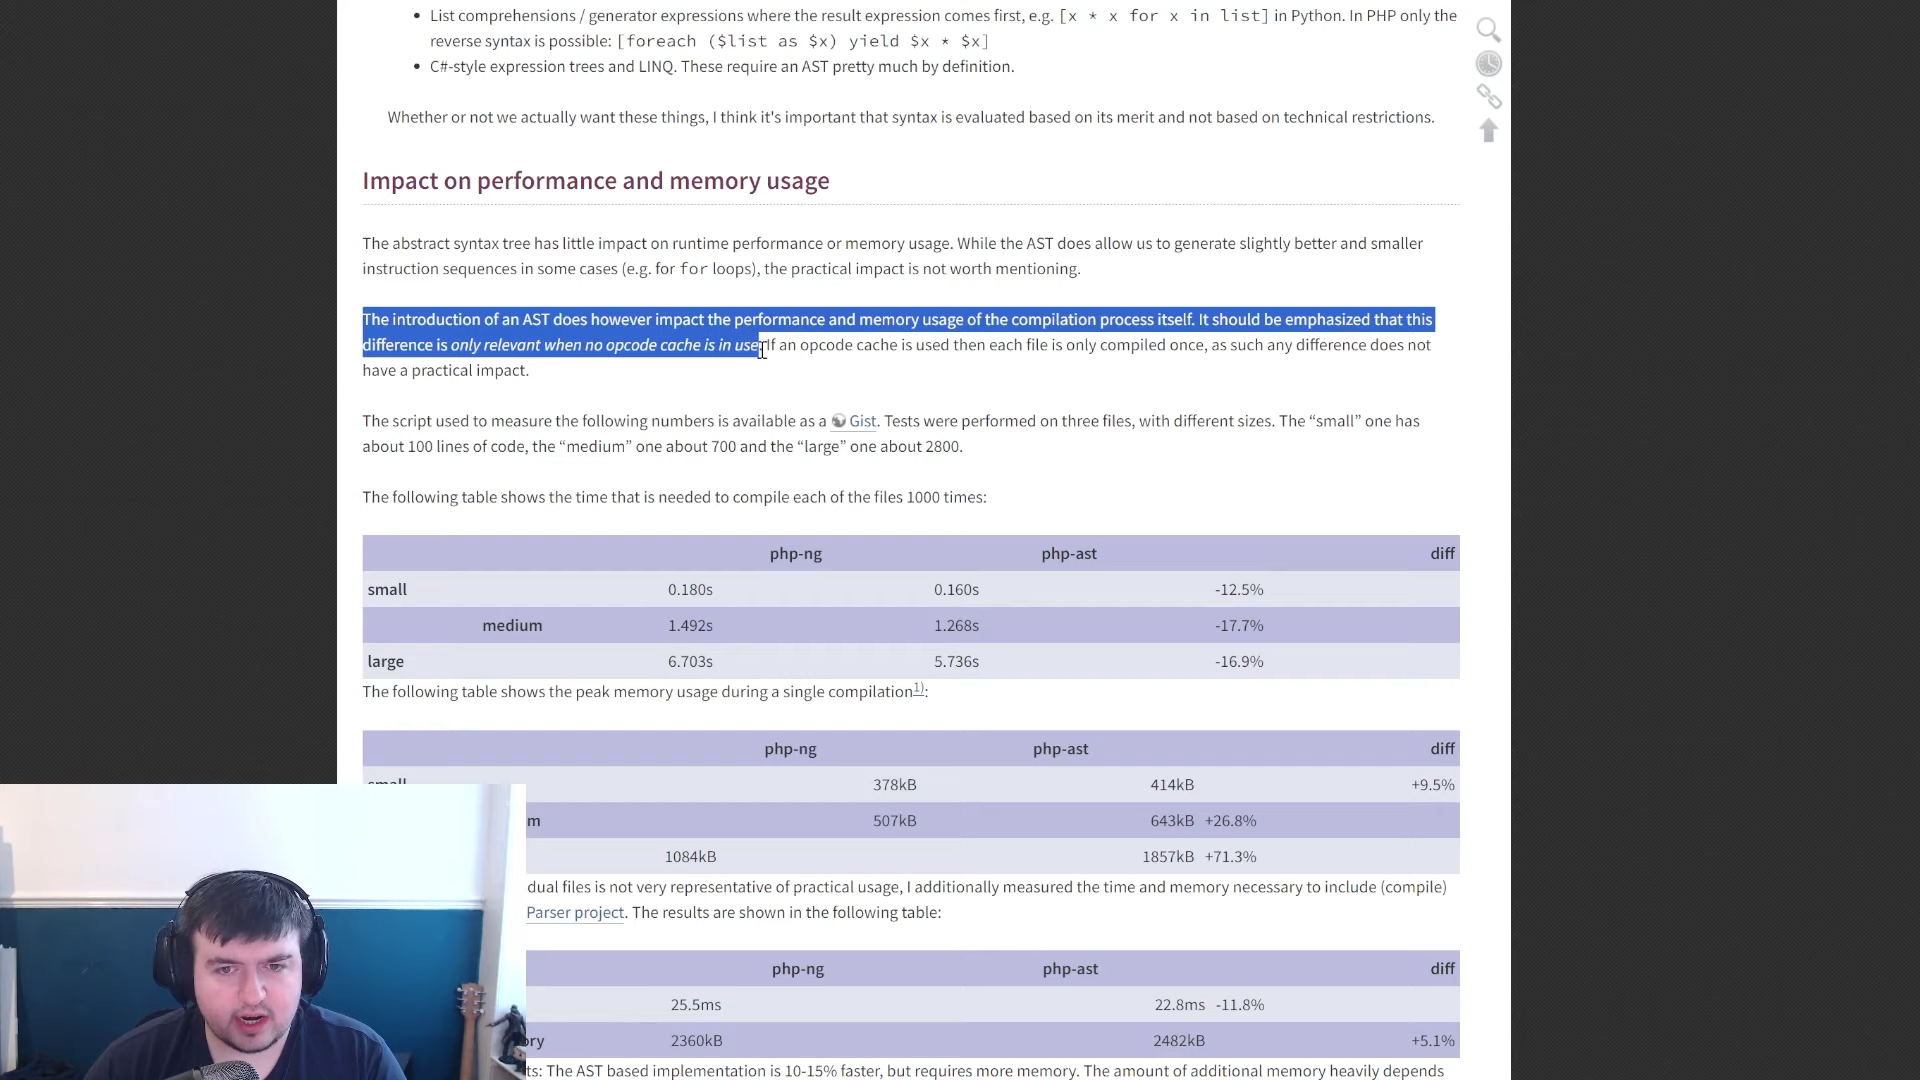 • List comprehensions / generator expressions where the result expression comes first, e.g. [x * x for x in list] in Python. In PHP only the
reverse syntax is possible: [foreach ($list as $x) yield $x * $x]
• C#-style expression trees and LINQ. These require an AST pretty much by definition.
Whether or not we actually want these things, I think it's important that syntax is evaluated based on its merit and not based on technical restrictions.
Impact on performance and memory usage
The abstract syntax tree has little impact on runtime performance or memory usage. While the AST does allow us to generate slightly better and smaller
instruction sequences in some cases (e.g. for for loops), the practical impact is not worth mentioning.
The introduction of an AST does however impact the performance and memory usage of the compilation process itself. It should be emphasized that this
difference is only relevant when no opcode cache is in use. If an opcode cache is used then each file is only compiled once, as such any difference does not
have a practical impact.
The script used to measure the following numbers is available as a Gist. Tests were performed on three files, with different sizes. The “small” one has
about 100 lines of code, the “medium” one about 700 and the “large” one about 2800.
The following table shows the time that is needed to compile each of the files 1000 times:
php-ng php-ast diff
small 0.180s 0.160s -12.5%
medium 1.492s 1.268s -17.7%
large 6.703s 5.736s -16.9%
The following table shows the peak memory usage during a single compilation1):
php-ng php-ast diff
small 378kB 414kB +9.5%
m 507kB 643kB +26.8%
1084kB 1857kB +71.3%
dual files is not very representative of practical usage, I additionally measured the time and memory necessary to include (compile)
Parser project. The results are shown in the following table:
php-ng php-ast diff
25.5ms 22.8ms -11.8%
ory 2360kB 2482kB +5.1%
ts: The AST based implementation is 10-15% faster, but requires more memory. The amount of additional memory heavily depends